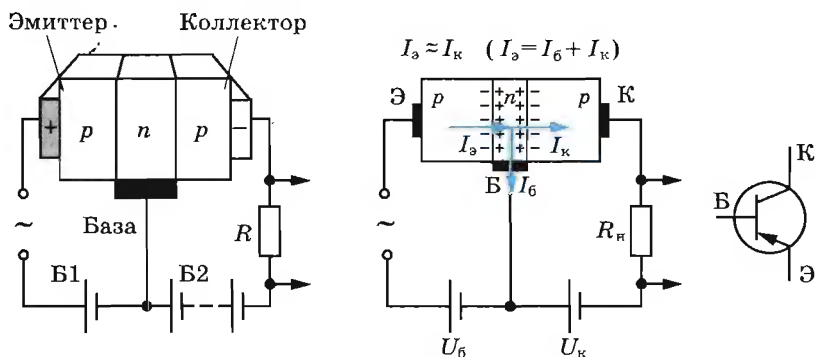 Эмиттер
Коллектор
+
p
n
p
−
~
База
R
Б1
Б2
Iэ ≈ Iк (Iэ = Iб + Iк)
Э
p
n
p
К
Iэ
Iк
Б
Iб
~
Rн
Uб
Uк
К
Б
Э